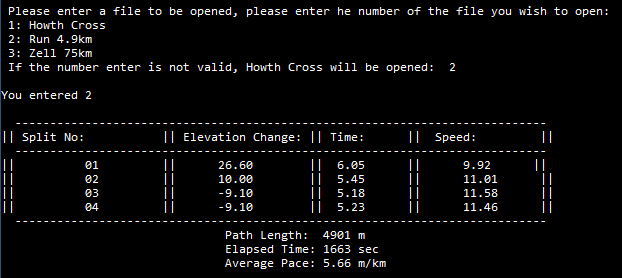 Please enter a file to be opened, please enter he number of the file you wish to open:
1: Howth Cross
2: Run 4.9km
3: Zell 75km
If the number enter is not valid, Howth Cross will be opened:  2
You entered 2
------------------------------------------------------------------------------
|| Split No:            || Elevation Change: || Time:      ||  Speed:         ||
------------------------------------------------------------------------------
||          01          ||      26.60        ||  6.05      ||      9.92      ||
||          02          ||      10.00        ||  5.45      ||      11.01      ||
||          03          ||      -9.10        ||  5.18      ||      11.58      ||
||          04          ||      -9.10        ||  5.23      ||      11.46      ||
------------------------------------------------------------------------------
Path Length:  4901 m
Elapsed Time: 1663 sec
Average Pace: 5.66 m/km